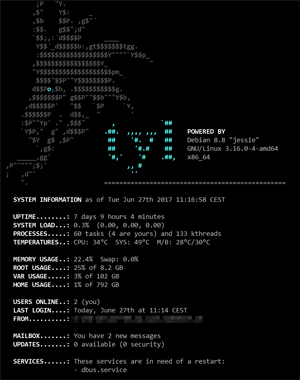 POWERED BY
Debian 8.8 "jessie"
GNU/Linux 3.16.0-4-amd64
x86_64
SYSTEM INFORMATION as of Tue Jun 27th 2017 11:16:58 CEST
UPTIME.......: 7 days 9 hours 4 minutes
SYSTEM LOAD..: 0.3% (0.00, 0.00, 0.00)
PROCESSES....: 60 tasks (4 are yours) and 133 kthreads
TEMPERATURES.: CPU: 34°C SYS: 49°C M/B: 28°C/30°C
MEMORY USAGE.: 22.4% Swap: 0.0%
ROOT USAGE...: 25% of 8.2 GB
VAR USAGE....: 3% of 102 GB
HOME USAGE...: 1% of 792 GB
USERS ONLINE.: 2 (you)
LAST LOGIN...: Today, June 27th at 11:14 CEST
FROM.........:
MAILBOX......: You have 2 new messages
UPDATES......: 0 available (0 security)
SERVICES.....: These services are in need of a restart:
- dbus.service